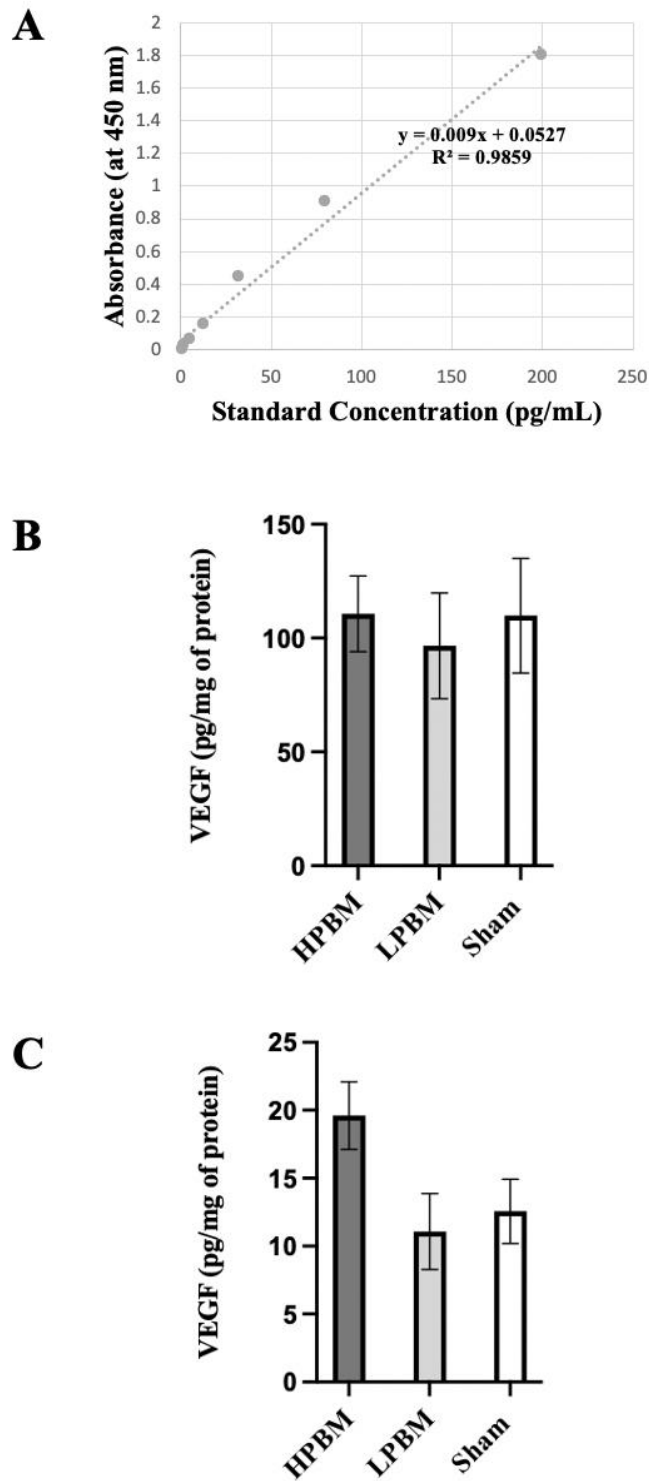 A
Absorbance (at 450 nm)
2
1.8
1.6
1.4
1.2
1
0.8
0.6
0.4
0.2
0
y = 0.009x + 0.0527
R² = 0.9859
0 50 100 150 200 250
Standard Concentration (pg/mL)
B
VEGF (pg/mg of protein)
150
100
50
0
HPBM LPBM Sham
C
VEGF (pg/mg of protein)
25
20
15
10
5
0
HPBM LPBM Sham